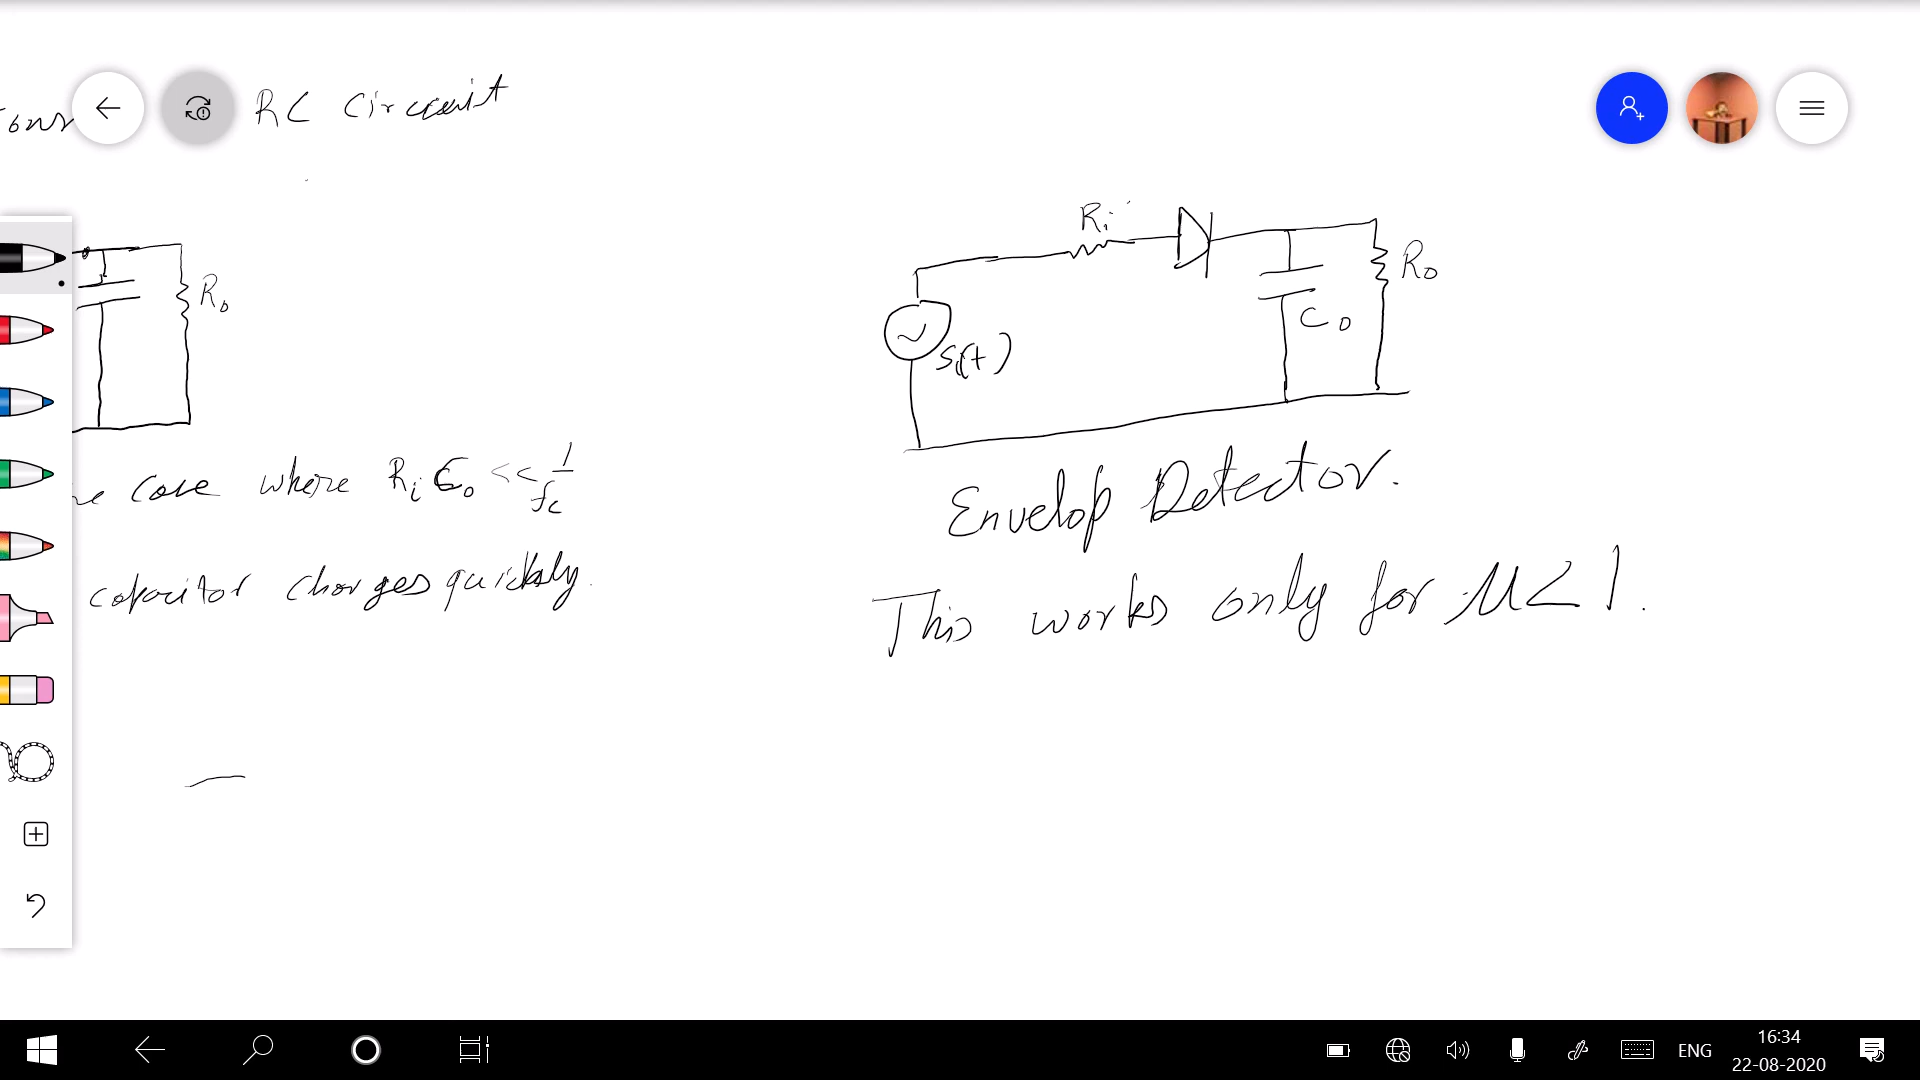 RC Circuit
Ri
Ro
Ro
Co
S(t)
case where RiCo << 1/fc
Envelop Detector.
capacitor charges quickly.
This works only for μ<1.
ENG
16:34
22-08-2020